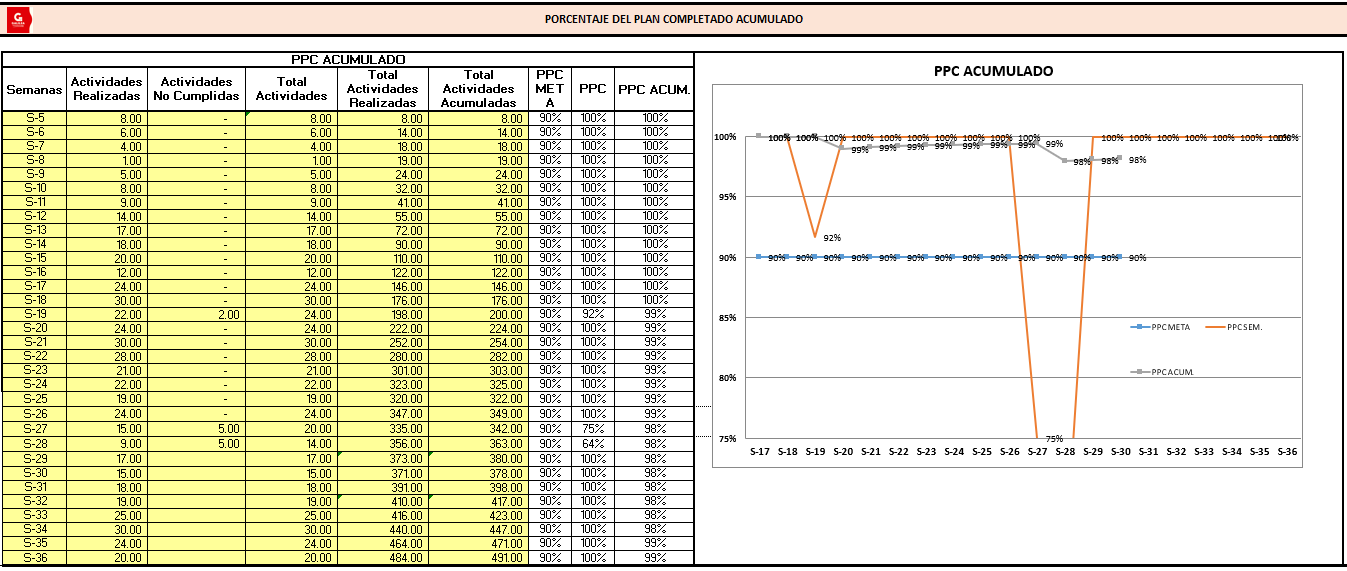 G
PORCENTAJE DEL PLAN COMPLETADO ACUMULADO
PPC ACUMULADO
Semanas Actividades Realizadas Actividades No Cumplidas Total Actividades Total Actividades Realizadas Total Actividades Acumuladas PPC META PPC PPC ACUM.
S-5 8.00 - 8.00 8.00 8.00 90% 100% 100%
S-6 6.00 - 6.00 14.00 14.00 90% 100% 100%
S-7 4.00 - 4.00 18.00 18.00 90% 100% 100%
S-8 1.00 - 1.00 19.00 19.00 90% 100% 100%
S-9 5.00 - 5.00 24.00 24.00 90% 100% 100%
S-10 8.00 - 8.00 32.00 32.00 90% 100% 100%
S-11 9.00 - 9.00 41.00 41.00 90% 100% 100%
S-12 14.00 - 14.00 55.00 55.00 90% 100% 100%
S-13 17.00 - 17.00 72.00 72.00 90% 100% 100%
S-14 18.00 - 18.00 90.00 90.00 90% 100% 100%
S-15 20.00 - 20.00 110.00 110.00 90% 100% 100%
S-16 12.00 - 12.00 122.00 122.00 90% 100% 100%
S-17 24.00 - 24.00 146.00 146.00 90% 100% 100%
S-18 30.00 - 30.00 176.00 176.00 90% 100% 100%
S-19 22.00 2.00 24.00 198.00 200.00 90% 92% 99%
S-20 24.00 - 24.00 222.00 224.00 90% 100% 99%
S-21 30.00 - 30.00 252.00 254.00 90% 100% 99%
S-22 28.00 - 28.00 280.00 282.00 90% 100% 99%
S-23 21.00 - 21.00 301.00 303.00 90% 100% 99%
S-24 22.00 - 22.00 323.00 325.00 90% 100% 99%
S-25 19.00 - 19.00 320.00 322.00 90% 100% 99%
S-26 24.00 - 24.00 347.00 349.00 90% 100% 99%
S-27 15.00 5.00 20.00 335.00 342.00 90% 75% 98%
S-28 9.00 5.00 14.00 356.00 363.00 90% 64% 98%
S-29 17.00 17.00 373.00 380.00 90% 100% 98%
S-30 15.00 15.00 371.00 378.00 90% 100% 98%
S-31 18.00 18.00 391.00 398.00 90% 100% 98%
S-32 19.00 19.00 410.00 417.00 90% 100% 98%
S-33 25.00 25.00 416.00 423.00 90% 100% 98%
S-34 30.00 30.00 440.00 447.00 90% 100% 98%
S-35 24.00 24.00 464.00 471.00 90% 100% 99%
S-36 20.00 20.00 484.00 491.00 90% 100% 99%
PPC ACUMULADO
100% 100% 100% 100% 100% 100% 100% 100% 100% 100% 100% 100% 100% 100% 100% 100% 100% 100% 100%
99% 99% 99% 99% 99% 99% 99% 99% 98% 98% 98%
95%
92%
90% 90% 90% 90% 90% 90% 90% 90% 90% 90% 90% 90% 90% 90% 90%
85%
PPC META PPC SEM.
PPC ACUM.
80%
75% 75%
S-17 S-18 S-19 S-20 S-21 S-22 S-23 S-24 S-25 S-26 S-27 S-28 S-29 S-30 S-31 S-32 S-33 S-34 S-35 S-36